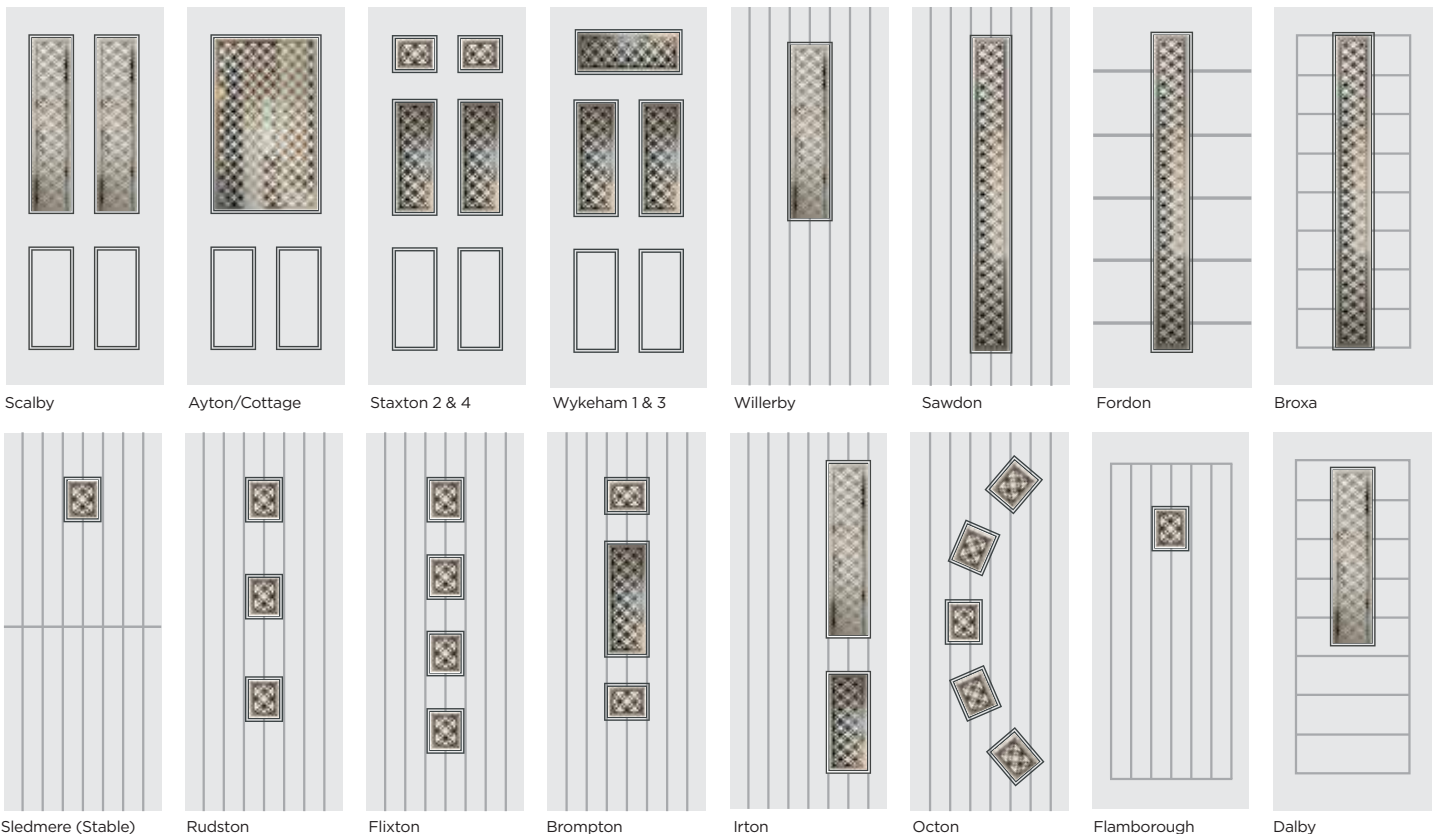 Scalby
Ayton/Cottage
Staxton 2 & 4
Wykeham 1 & 3
Willerby
Sawdon
Fordon
Broxa
Sledmere (Stable)
Rudston
Flixton
Brompton
Irton
Octon
Flamborough
Dalby